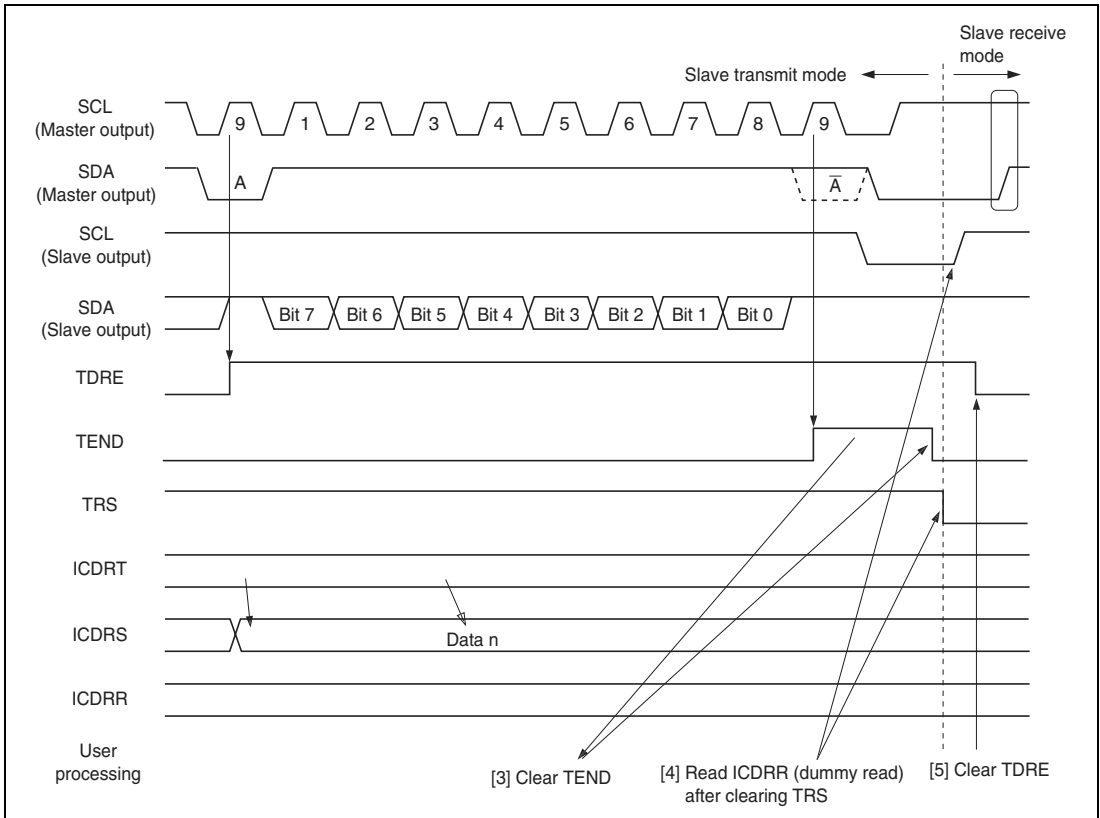 Slave receive
mode
Slave transmit mode
SCL
(Master output)
9 1 2 3 4 5 6 7 8 9
SDA
(Master output)
A A̅
SCL
(Slave output)
SDA
(Slave output)
Bit 7 Bit 6 Bit 5 Bit 4 Bit 3 Bit 2 Bit 1 Bit 0
TDRE
TEND
TRS
ICDRT
ICDRS
Data n
ICDRR
User
processing
[3] Clear TEND
[4] Read ICDRR (dummy read)
after clearing TRS
[5] Clear TDRE